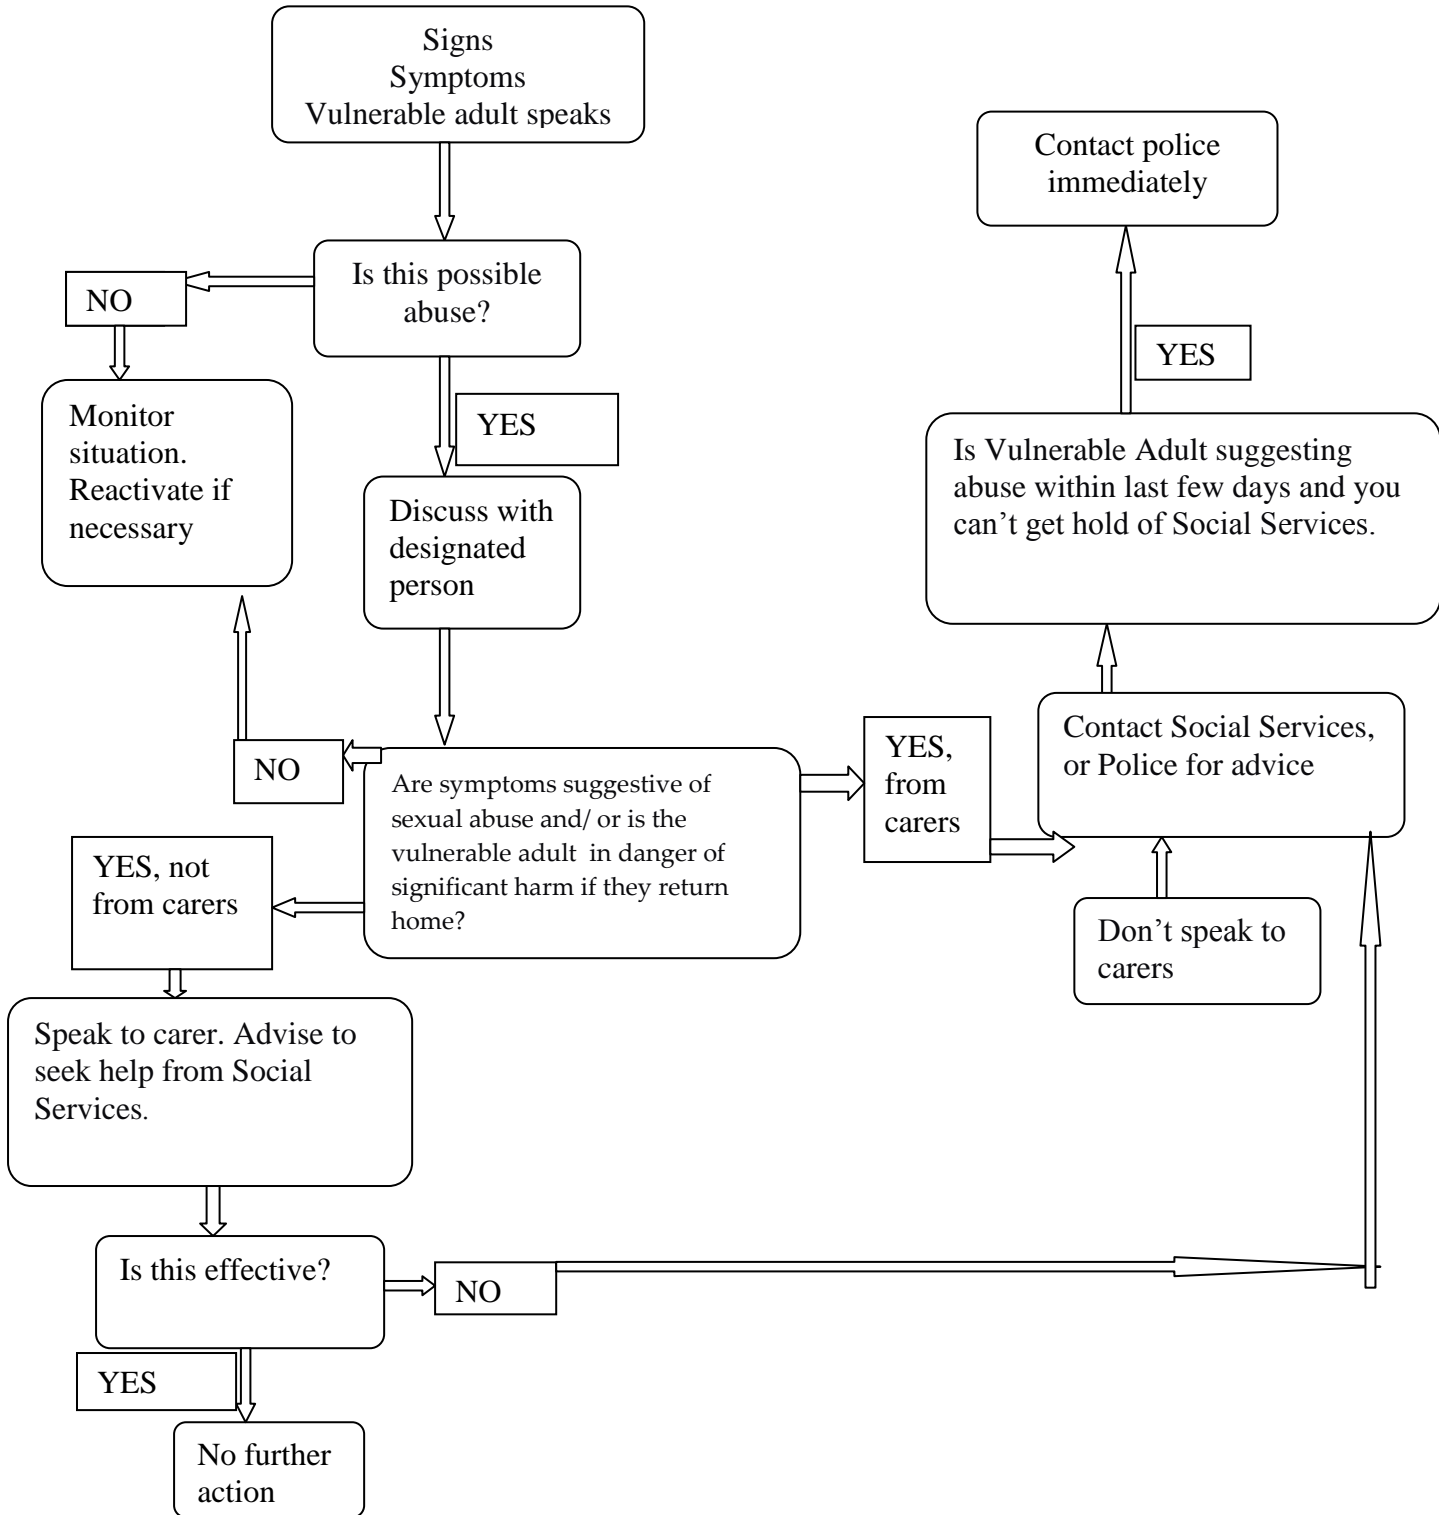 Signs
Symptoms
Vulnerable adult speaks
Contact police
immediately
Is this possible
abuse?
NO
YES
YES
Monitor
situation.
Reactivate if
necessary
Is Vulnerable Adult suggesting
abuse within last few days and you
can’t get hold of Social Services.
Discuss with
designated
person
Contact Social Services,
or Police for advice
YES,
from
carers
NO
Are symptoms suggestive of
sexual abuse and/ or is the
vulnerable adult in danger of
significant harm if they return
home?
YES, not
from carers
Don’t speak to
carers
Speak to carer. Advise to
seek help from Social
Services.
Is this effective?
NO
YES
No further
action